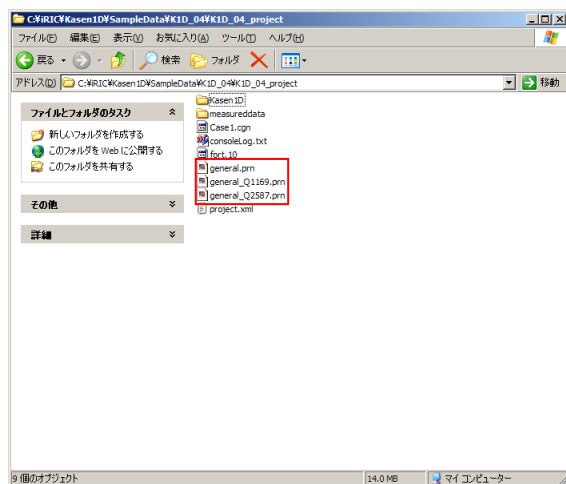 C:¥iRIC¥Kasen1D¥SampleData¥K1D_04¥K1D_04_project
ファイル(F) 編集(E) 表示(V) お気に入り(A) ツール(T) ヘルプ(H)
戻る 検索 フォルダ
アドレス(D) C:¥iRIC¥Kasen1D¥SampleData¥K1D_04¥K1D_04_project 移動
ファイルとフォルダのタスク
新しいフォルダを作成する
このフォルダを Web に公開する
このフォルダを共有する
その他
詳細
Kasen1D
measureddata
Case1.cgn
consoleLog.txt
fort.10
general.prn
general_Q1169.prn
general_Q2587.prn
project.xml
9 個のオブジェクト 14.0 MB マイ コンピュータ